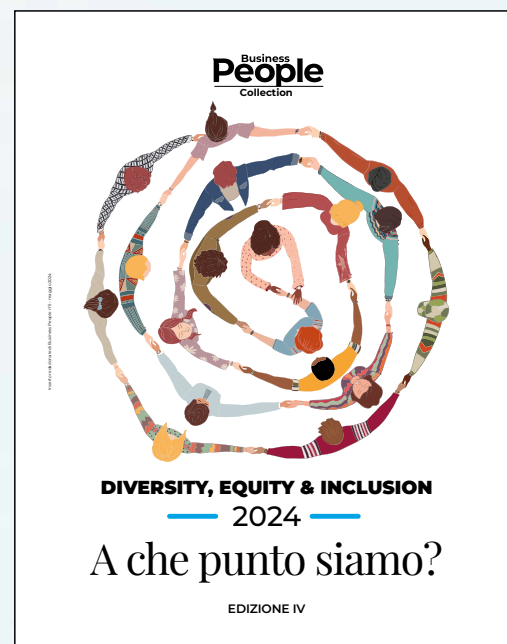 Business
People
Collection
DIVERSITY, EQUITY & INCLUSION
2024
A che punto siamo?
EDIZIONE IV